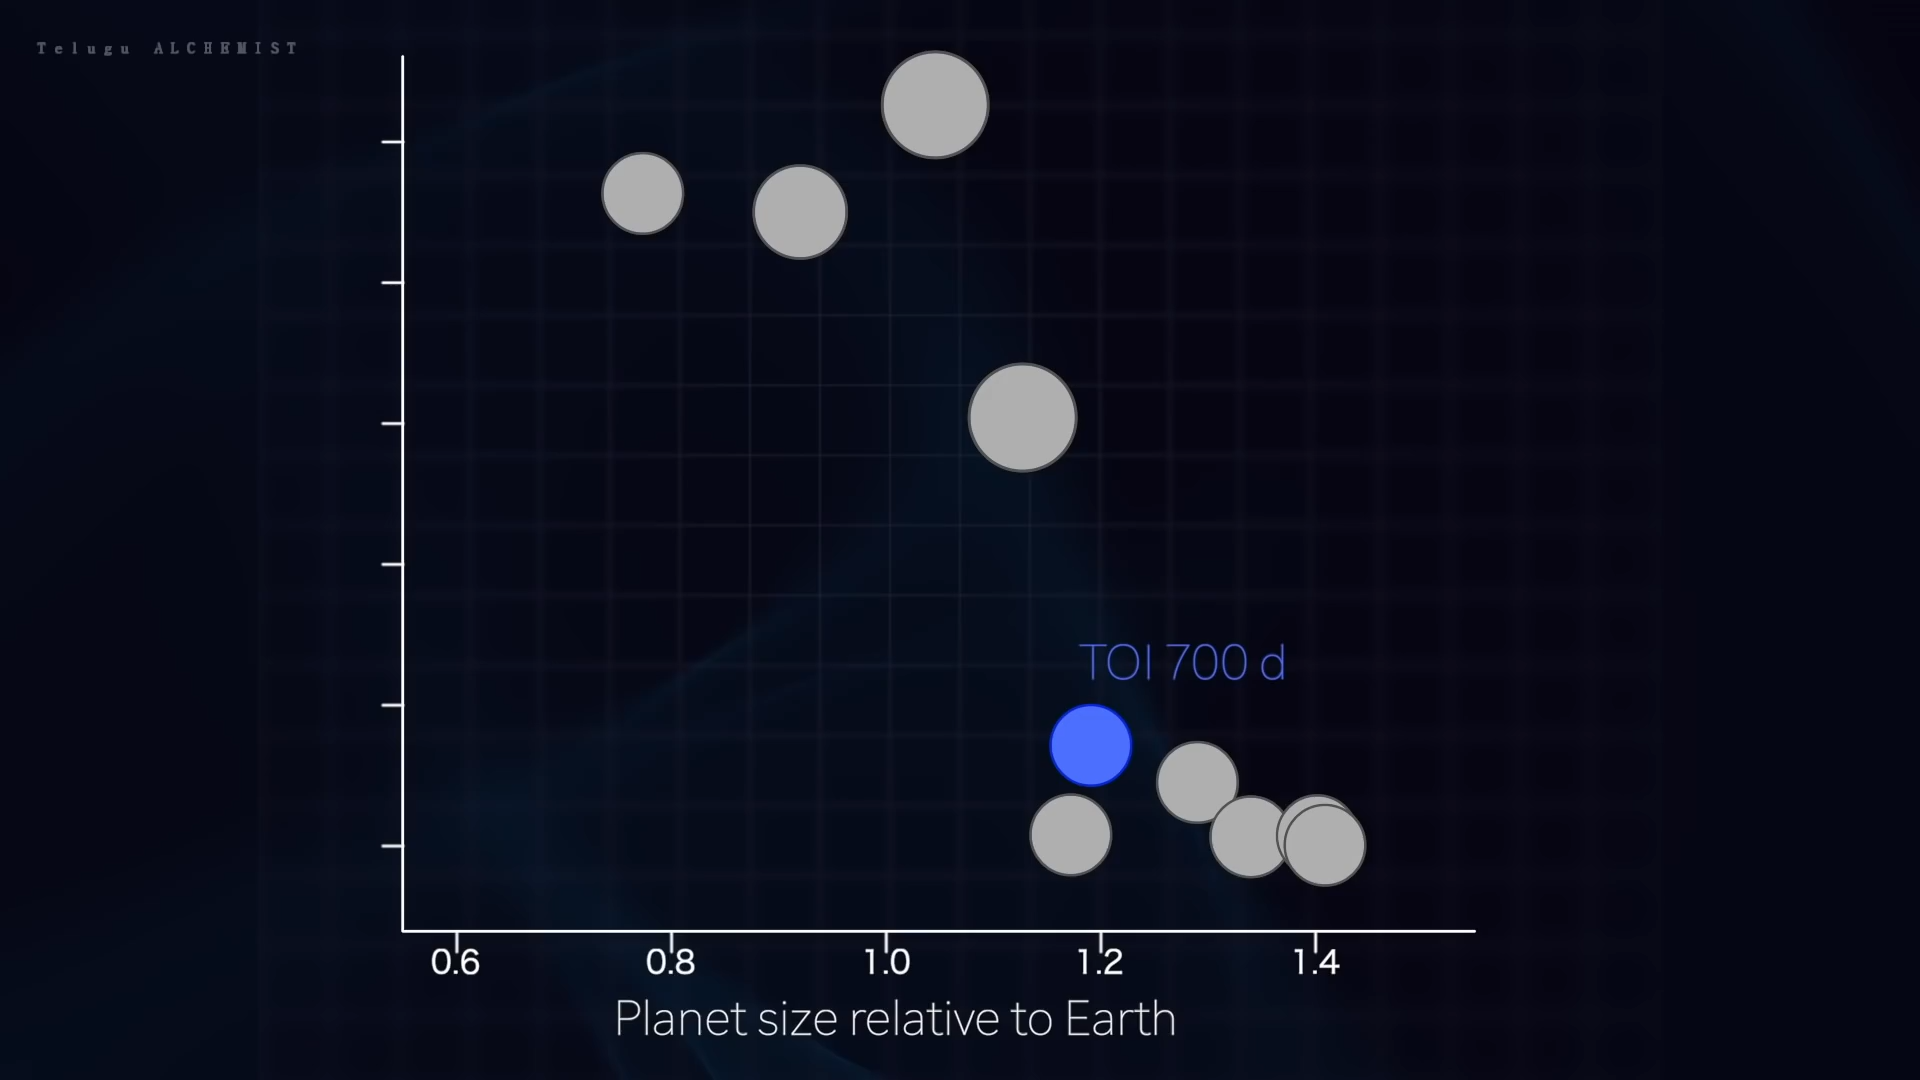 Telugu ALCHEMIST
TOI 700 d
0.6 0.8 1.0 1.2 1.4
Planet size relative to Earth